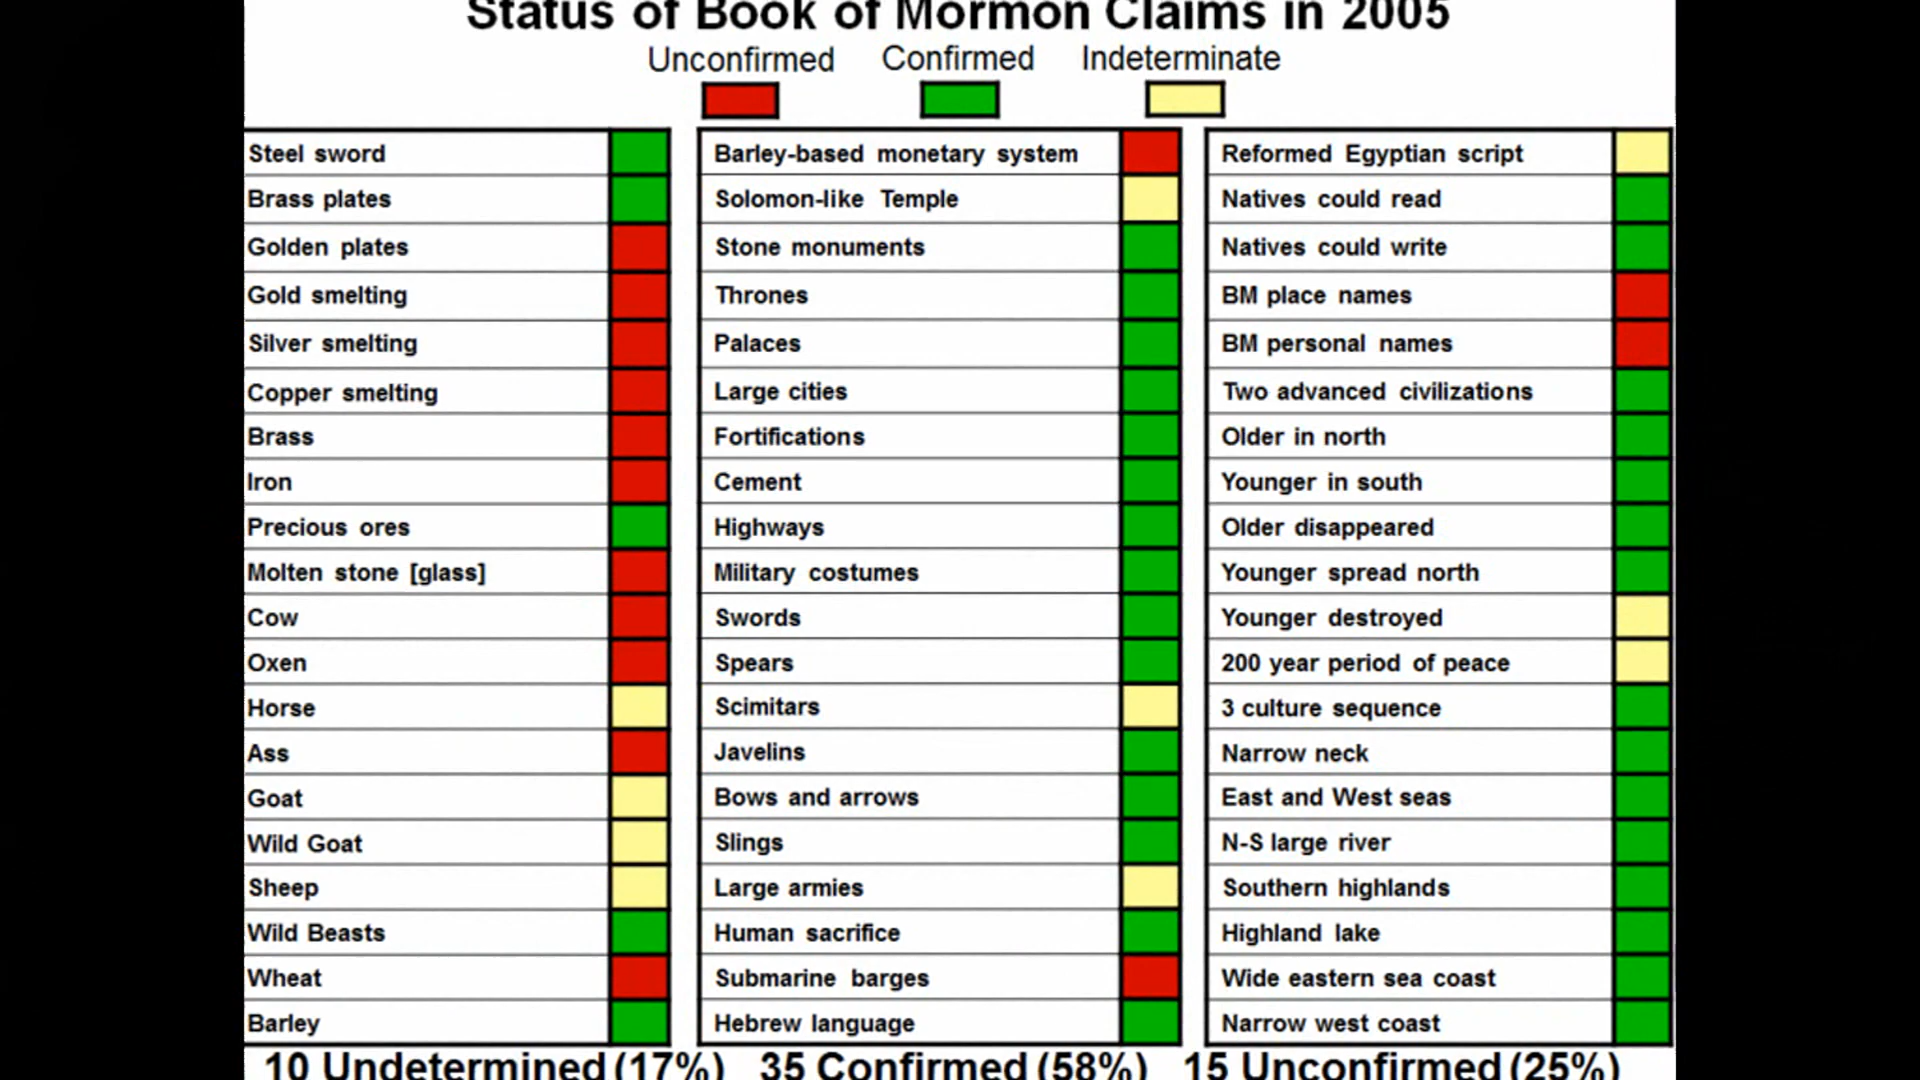 Status of Book of Mormon Claims in 2005
Unconfirmed Confirmed Indeterminate
Steel sword
Brass plates
Golden plates
Gold smelting
Silver smelting
Copper smelting
Brass
Iron
Precious ores
Molten stone [glass]
Cow
Oxen
Horse
Ass
Goat
Wild Goat
Sheep
Wild Beasts
Wheat
Barley
Barley-based monetary system
Solomon-like Temple
Stone monuments
Thrones
Palaces
Large cities
Fortifications
Cement
Highways
Military costumes
Swords
Spears
Scimitars
Javelins
Bows and arrows
Slings
Large armies
Human sacrifice
Submarine barges
Hebrew language
Reformed Egyptian script
Natives could read
Natives could write
BM place names
BM personal names
Two advanced civilizations
Older in north
Younger in south
Older disappeared
Younger spread north
Younger destroyed
200 year period of peace
3 culture sequence
Narrow neck
East and West seas
N-S large river
Southern highlands
Highland lake
Wide eastern sea coast
Narrow west coast
10 Undetermined (17%) 35 Confirmed (58%) 15 Unconfirmed (25%)